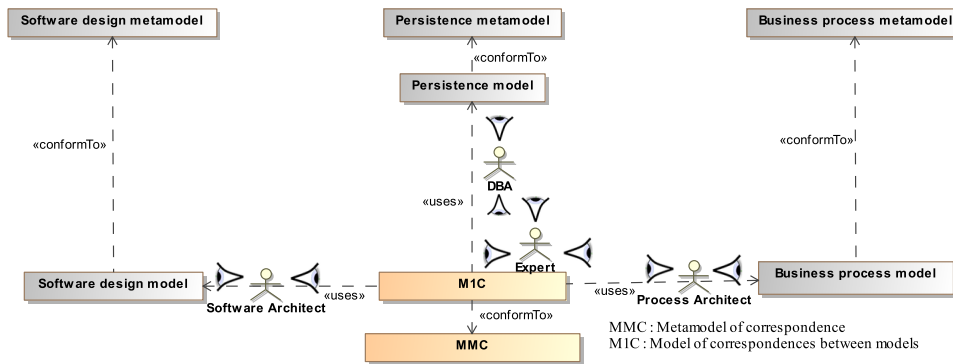 Software design metamodel
Persistence metamodel
Business process metamodel
«conformTo»
Persistence model
«conformTo»
«conformTo»
DBA
«uses»
Expert
Software design model
Software Architect
«uses»
M1C
«uses»
Process Architect
Business process model
«conformTo»
MMC
MMC : Metamodel of correspondence
M1C : Model of correspondences between models